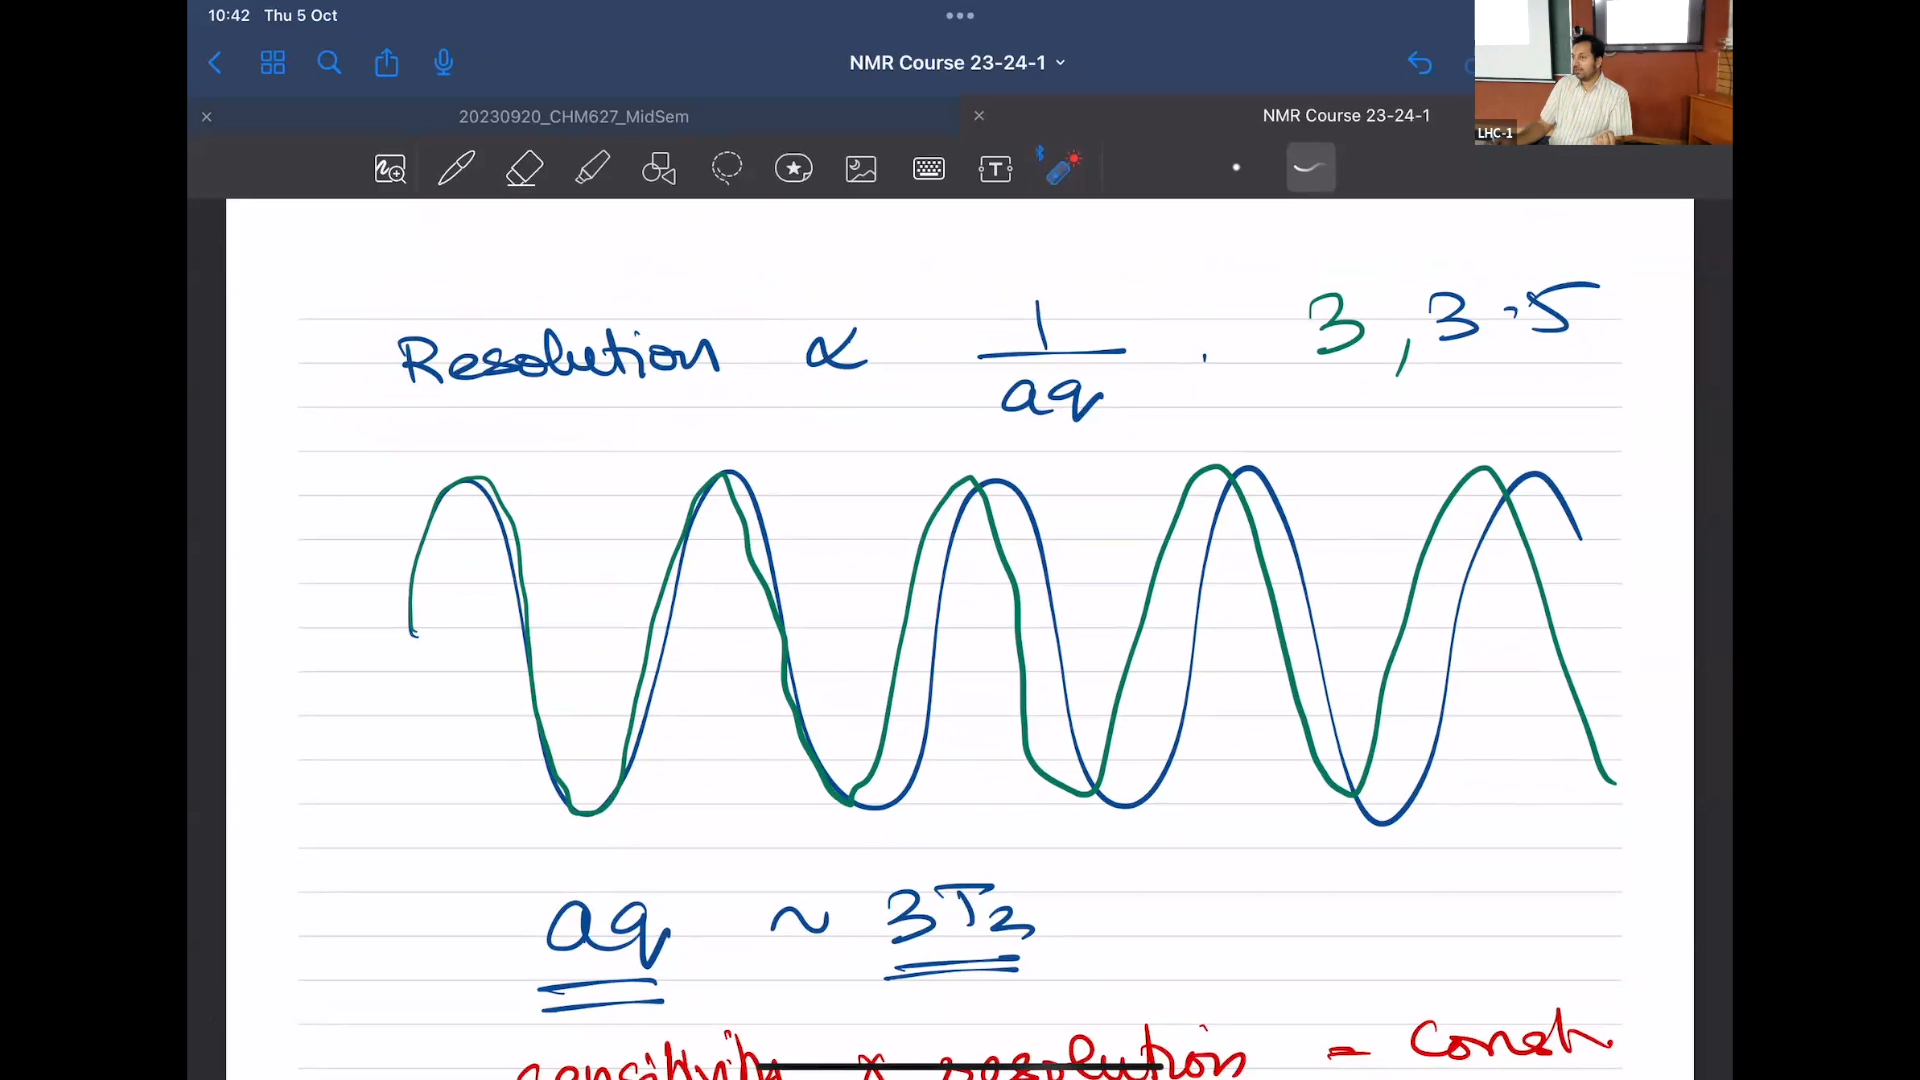 10:42 Thu 5 Oct
NMR Course 23-24-1
20230920_CHM627_MidSem
NMR Course 23-24-1
LHC-1
T
Resolution ∝ 1/aq . 3, 3.5
aq ~ 3T2
sensitivity × resolution = Const